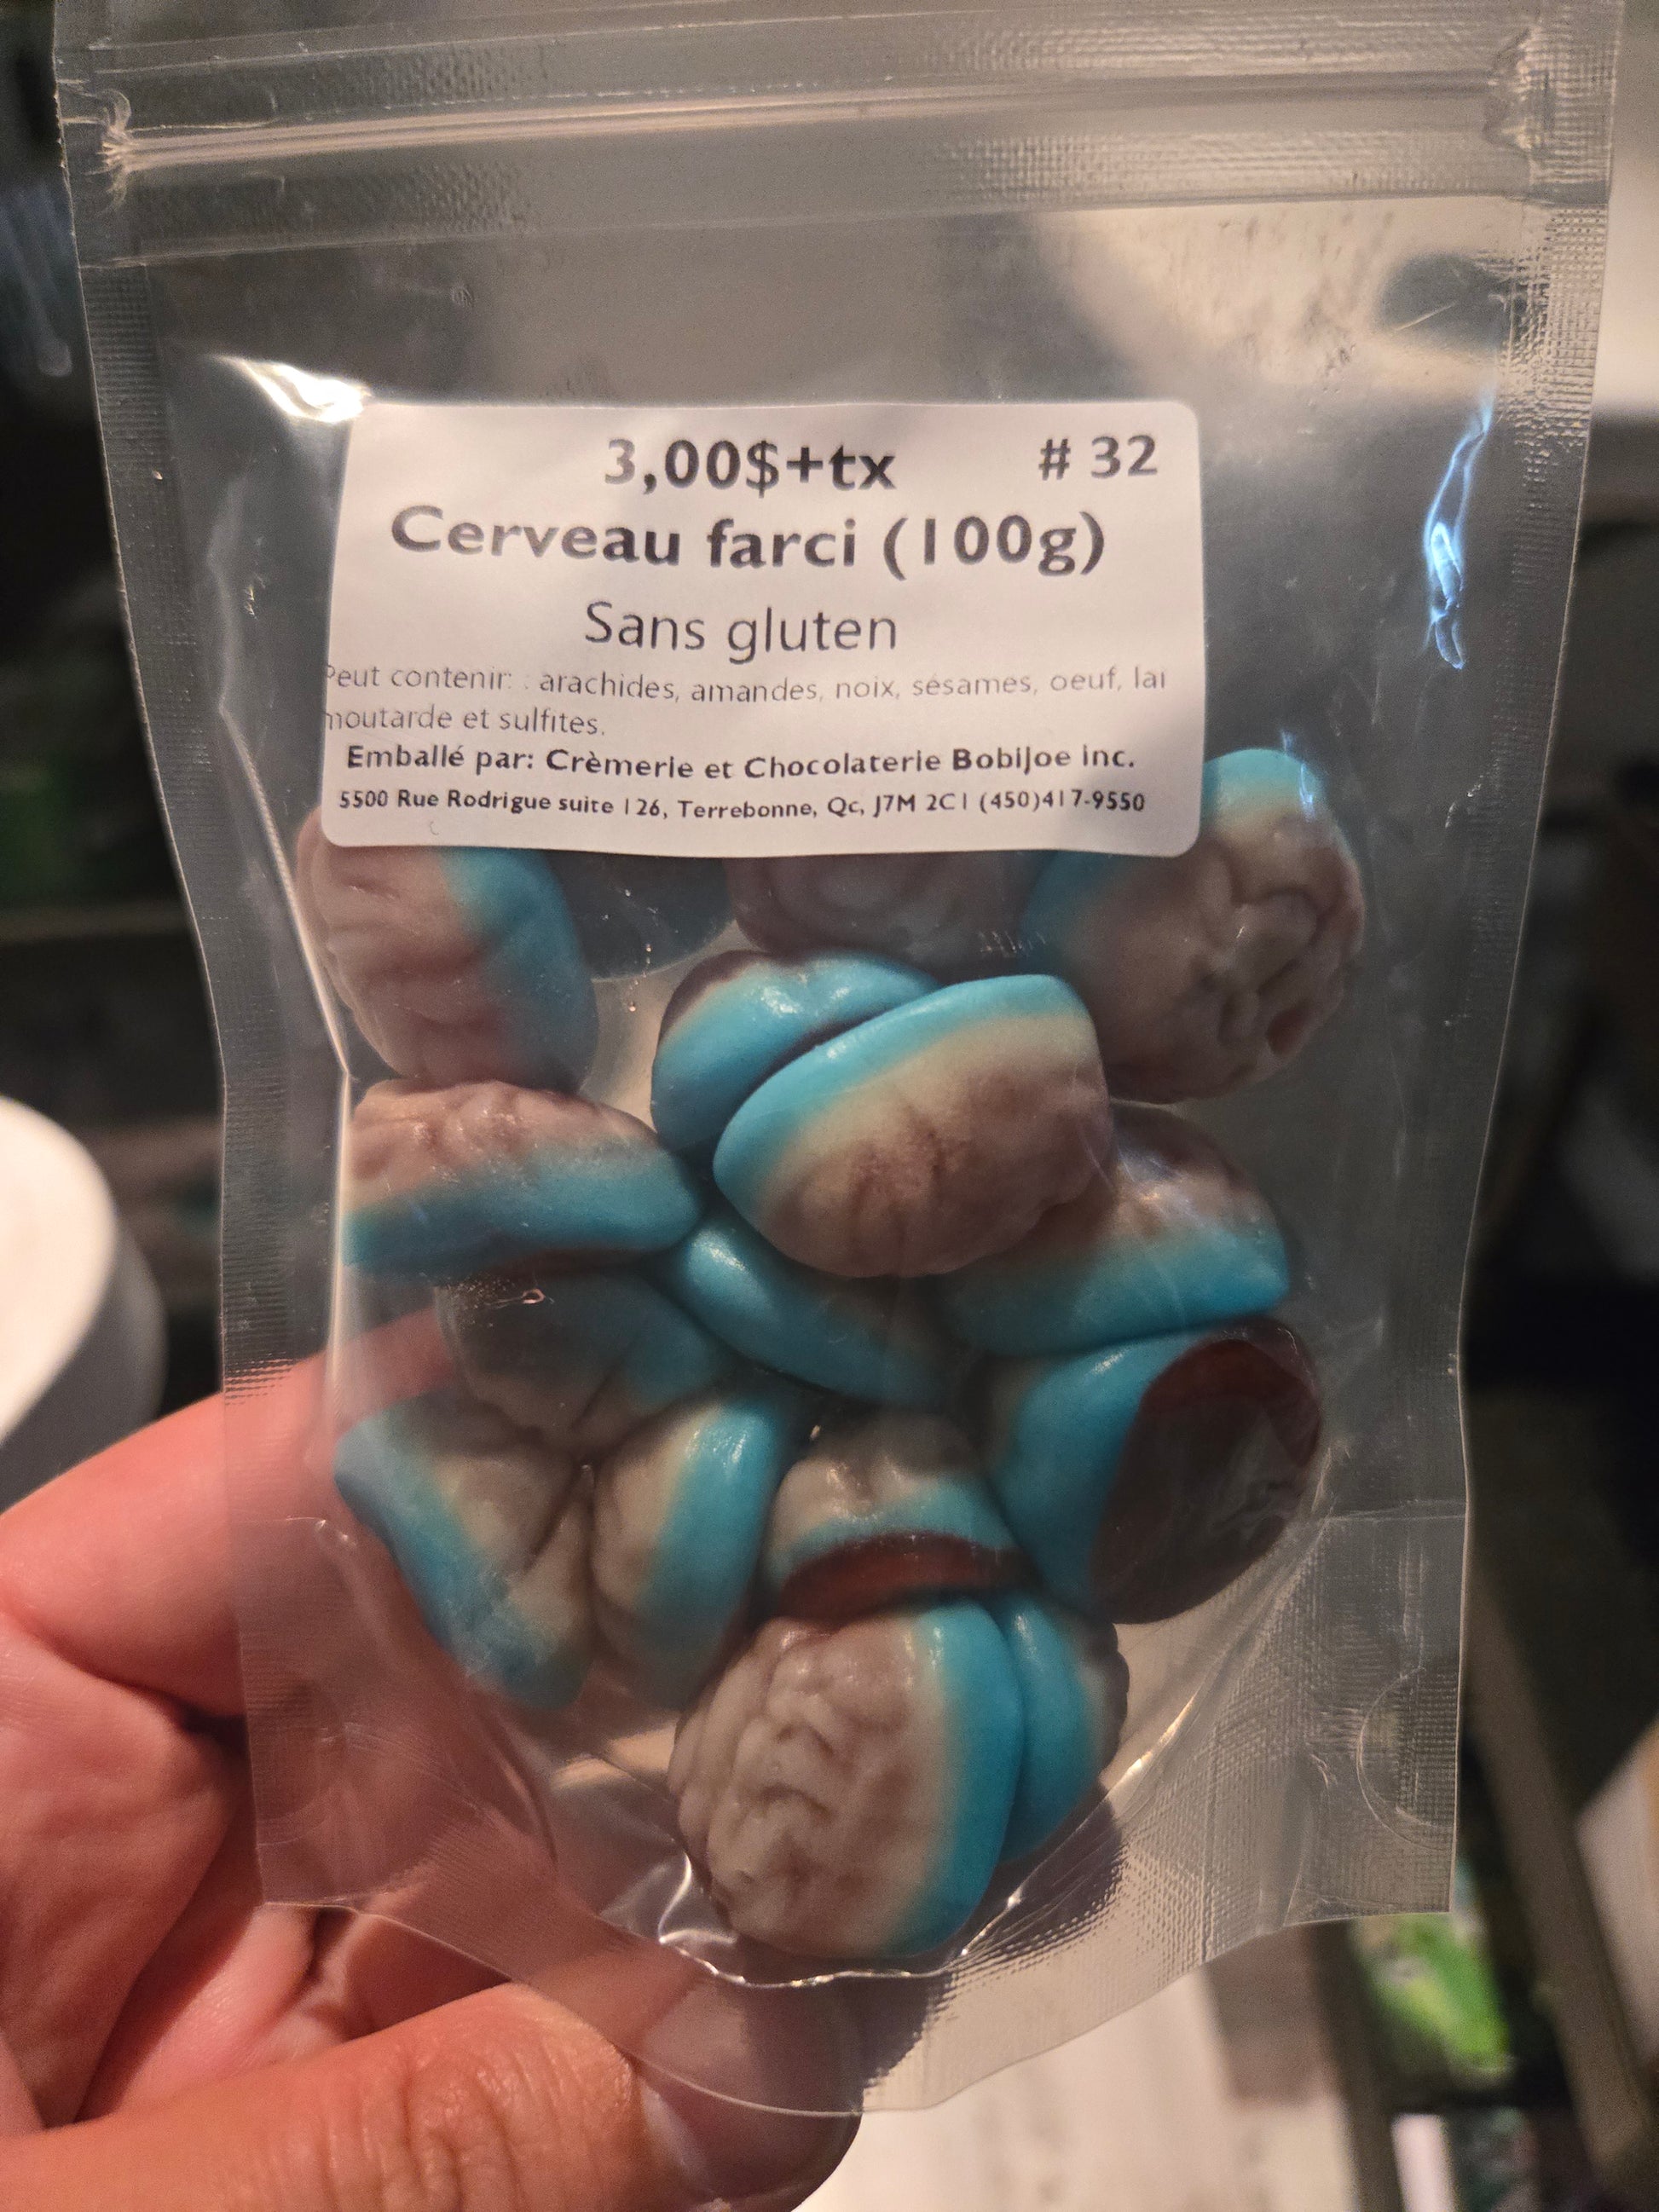 3,00$+tx # 32
Cerveau farci (100g)
Sans gluten
Peut contenir: : arachides, amandes, noix, sésames, oeuf, lai
moutarde et sulfites.
Emballé par: Crèmerie et Chocolaterie BobiJoe inc.
5500 Rue Rodrigue suite 126, Terrebonne, Qc, J7M 2C1 (450)417-9550